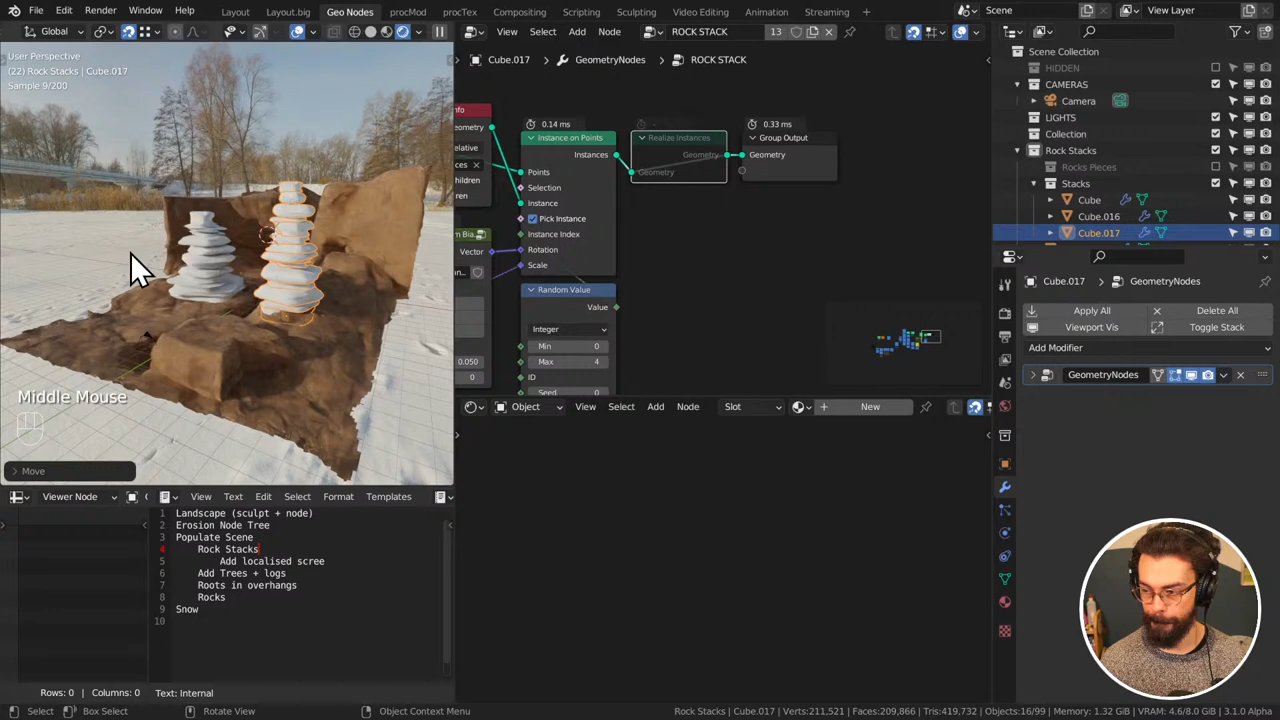 File Edit Render Window Help Layout Layout.big Geo Nodes procMod procTex Compositing Scripting Sculpting Video Editing Animation Streaming + Scene View Layer
Global View Select Add Node ROCK STACK 13
User Perspective
(22) Rock Stacks | Cube.017
Sample 9/200
Cube.017 > GeometryNodes > ROCK STACK
nfo
eometry
elative
ces
hildren
ren
m Bia..
Vector
an...
0.050
0
0.14 ms
Instance on Points
Instances
Points
Selection
Instance
Pick Instance
Instance Index
Rotation
Scale
Random Value
Value
Integer
Min 0
Max 4
ID
Seed 0
Realize Instances
Geometry
Geometry
0.33 ms
Group Output
Geometry
Scene Collection
HIDDEN
CAMERAS
Camera
LIGHTS
Collection
Rock Stacks
Rocks Pieces
Stacks
Cube
Cube.016
Cube.017
Cube.017 > GeometryNodes
Apply All Delete All
Viewport Vis Toggle Stack
Add Modifier
GeometryNodes
Middle Mouse
Move
Object View Select Add Node Slot New
Viewer Node View Text Edit Select Format Templates
1 Landscape (sculpt + node)
2 Erosion Node Tree
3 Populate Scene
4 Rock Stacks
5 Add localised scree
6 Add Trees + logs
7 Roots in overhangs
8 Rocks
9 Snow
10
Rows: 0 | Columns: 0 Text: Internal
Select Box Select Rotate View Object Context Menu Rock Stacks | Cube.017 | Verts:211,521 | Faces:209,866 | Tris:419,732 | Objects:16/99 | Memory: 1.32 GiB | VRAM: 4.6/8.0 GiB | 3.1.0 Alpha